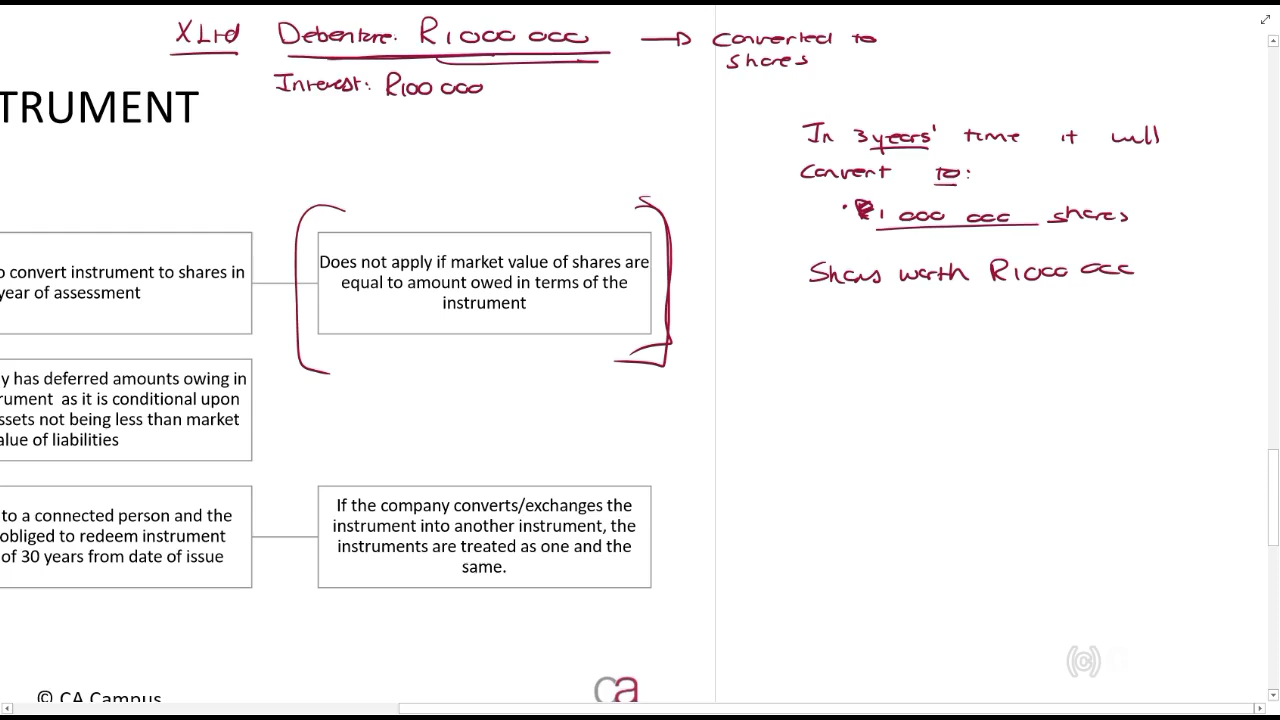 XLtd Debenture: R1 000 000 → Converted to
shares
Interest: R100 000
TRUMENT
In 3 years' time it will
convert to:
1 000 000 shares
Shares worth R1 000 000
o convert instrument to shares in
year of assessment
Does not apply if market value of shares are
equal to amount owed in terms of the
instrument
y has deferred amounts owing in
rument as it is conditional upon
ssets not being less than market
alue of liabilities
to a connected person and the
obliged to redeem instrument
of 30 years from date of issue
If the company converts/exchanges the
instrument into another instrument, the
instruments are treated as one and the
same.
© CA Campus
ca
(c)